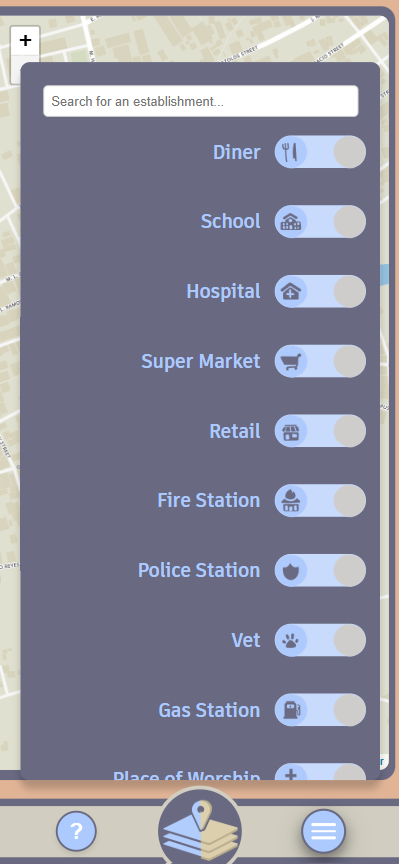 +
Search for an establishment...
Diner
School
Hospital
Super Market
Retail
Fire Station
Police Station
Vet
Gas Station
Place of Worship
?